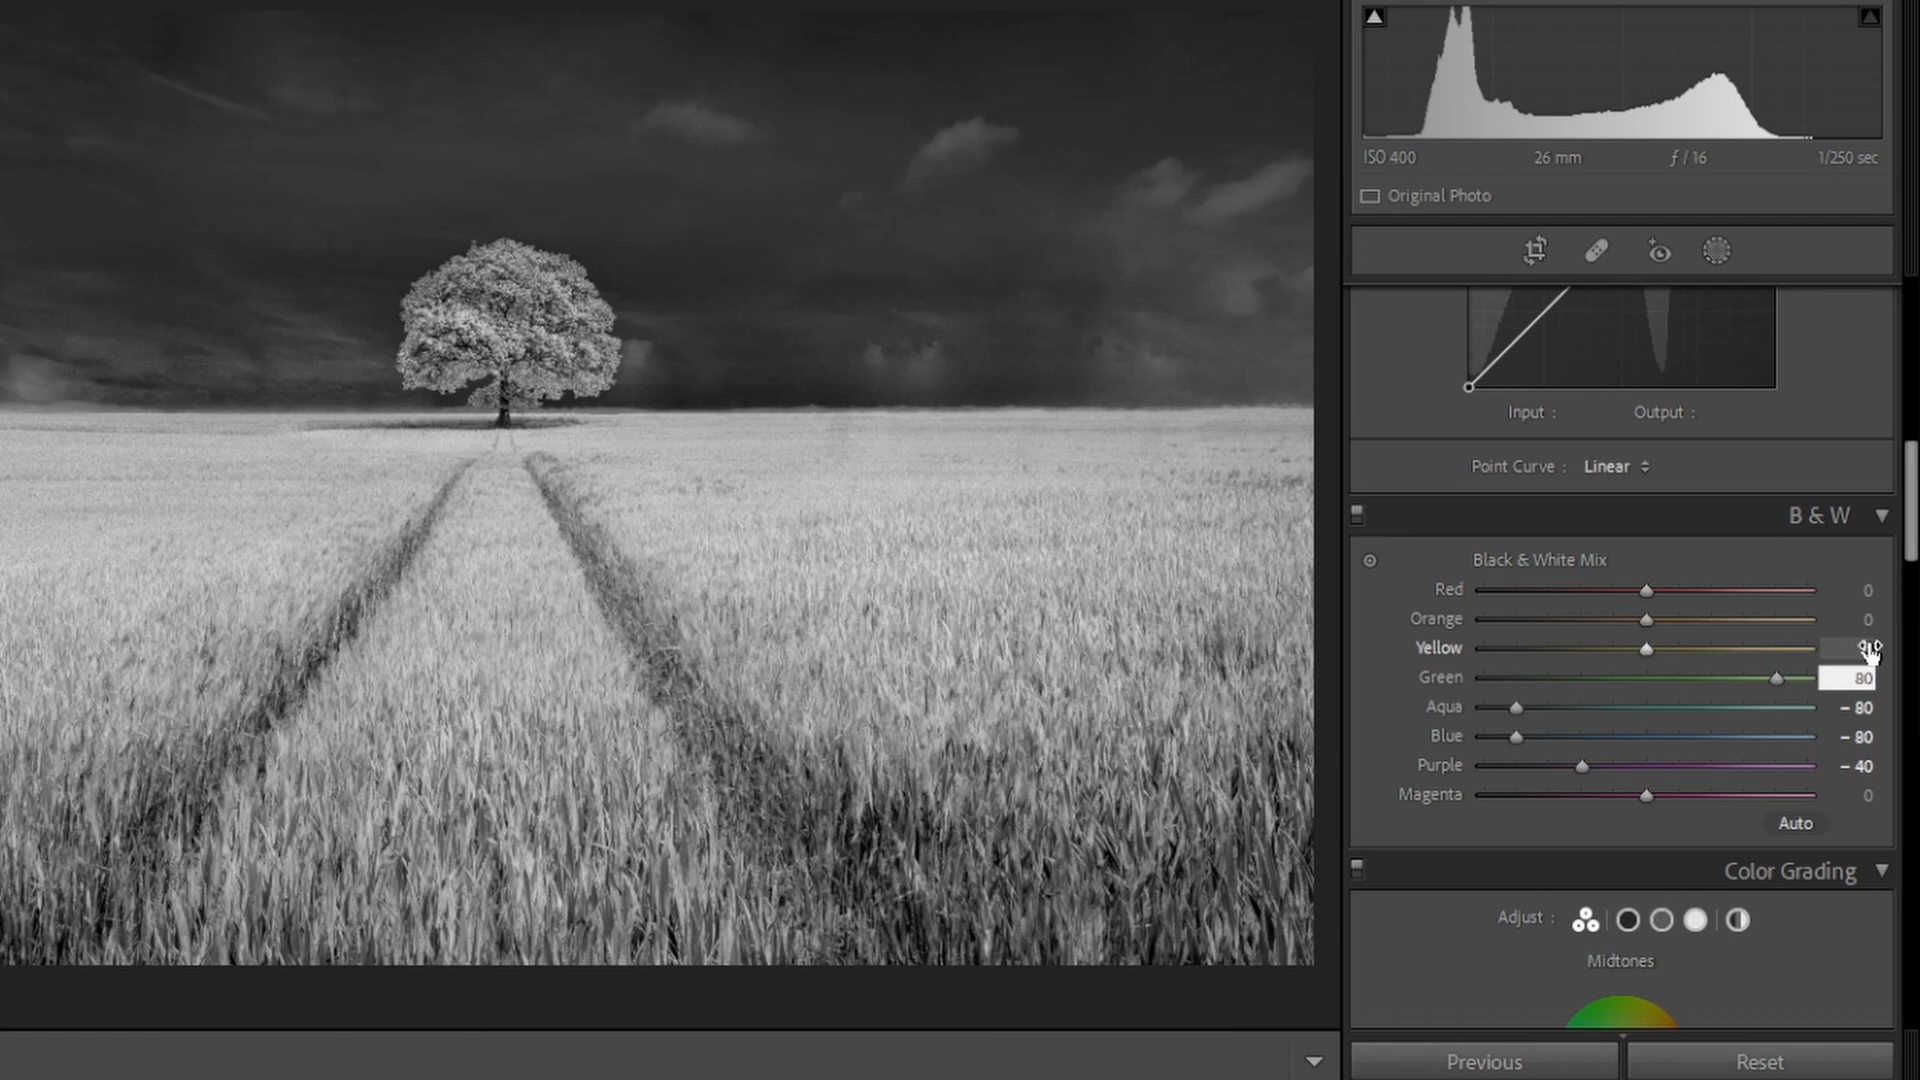 ISO 400 26 mm ƒ / 16 1/250 sec
Original Photo
Input : Output :
Point Curve : Linear
B & W
Black & White Mix
Red 0
Orange 0
Yellow
Green 80
Aqua – 80
Blue – 80
Purple – 40
Magenta 0
Auto
Color Grading
Adjust :
Midtones
Previous Reset